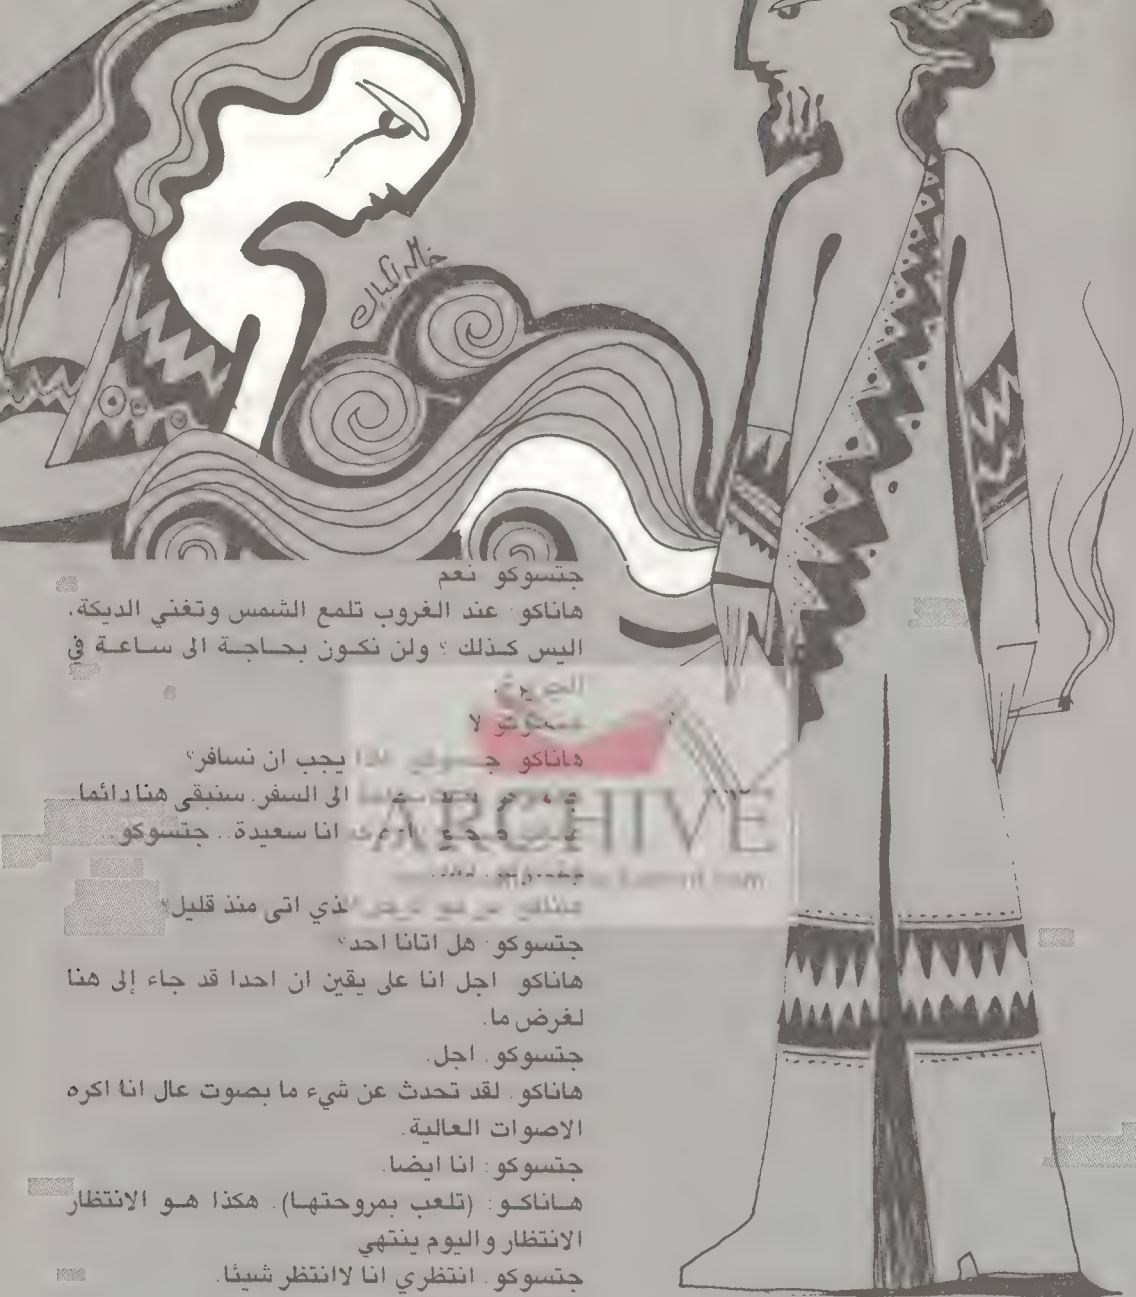 جتسوكو نعم
هاناكو. عند الغروب تلمع الشمس وتغني الديكة،
اليس كذلك ؟ ولن نكون بحاجة الى ساعة في
لا
هاناكو يجب ان نسافر؟
الى السفر. سنبقى هنا دائما.
انا سعيدة.. جتسوكو..
ARCHIVE
اتى منذ قليل؟
جتسوكو. هل اتانا احد؟
هاناكو اجل انا على يقين ان احدا قد جاء إلى هنا
لغرض ما.
جتسوكو. اجل.
هاناكو. لقد تحدث عن شيء ما بصوت عال انا اكره
الاصوات العالية.
جتسوكو: انا ايضا.
هاناكو: (تلعب بمروحتها). هكذا هو الانتظار
الانتظار واليوم ينتهي
جتسوكو. انتظري انا لاانتظر شيئا.